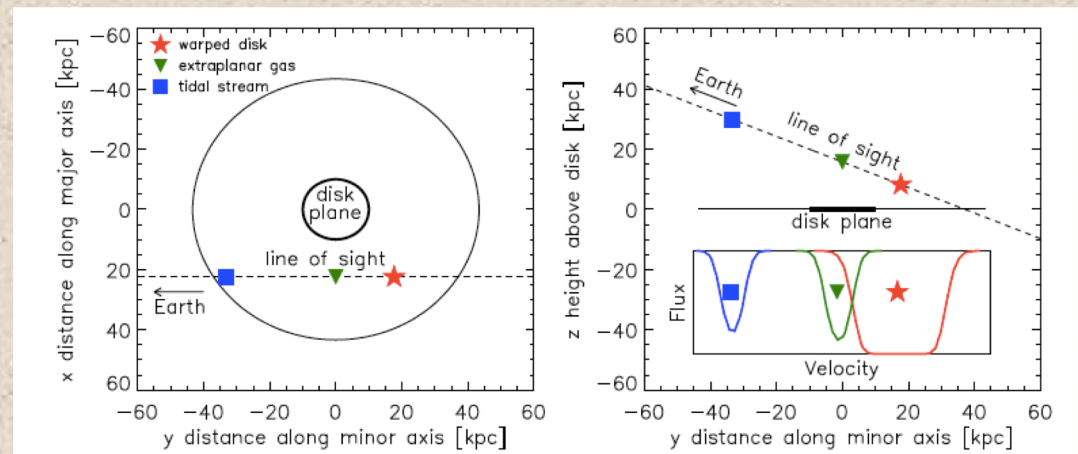 warped disk
extraplanar gas
tidal stream
disk
plane
line of sight
Earth
x distance along major axis [kpc]
−60
−40
−20
0
20
40
60
−60 −40 −20 0 20 40 60
y distance along minor axis [kpc]
Earth
line of sight
disk plane
Flux
Velocity
z height above disk [kpc]
60
40
20
0
−20
−40
−60
−60 −40 −20 0 20 40 60
y distance along minor axis [kpc]